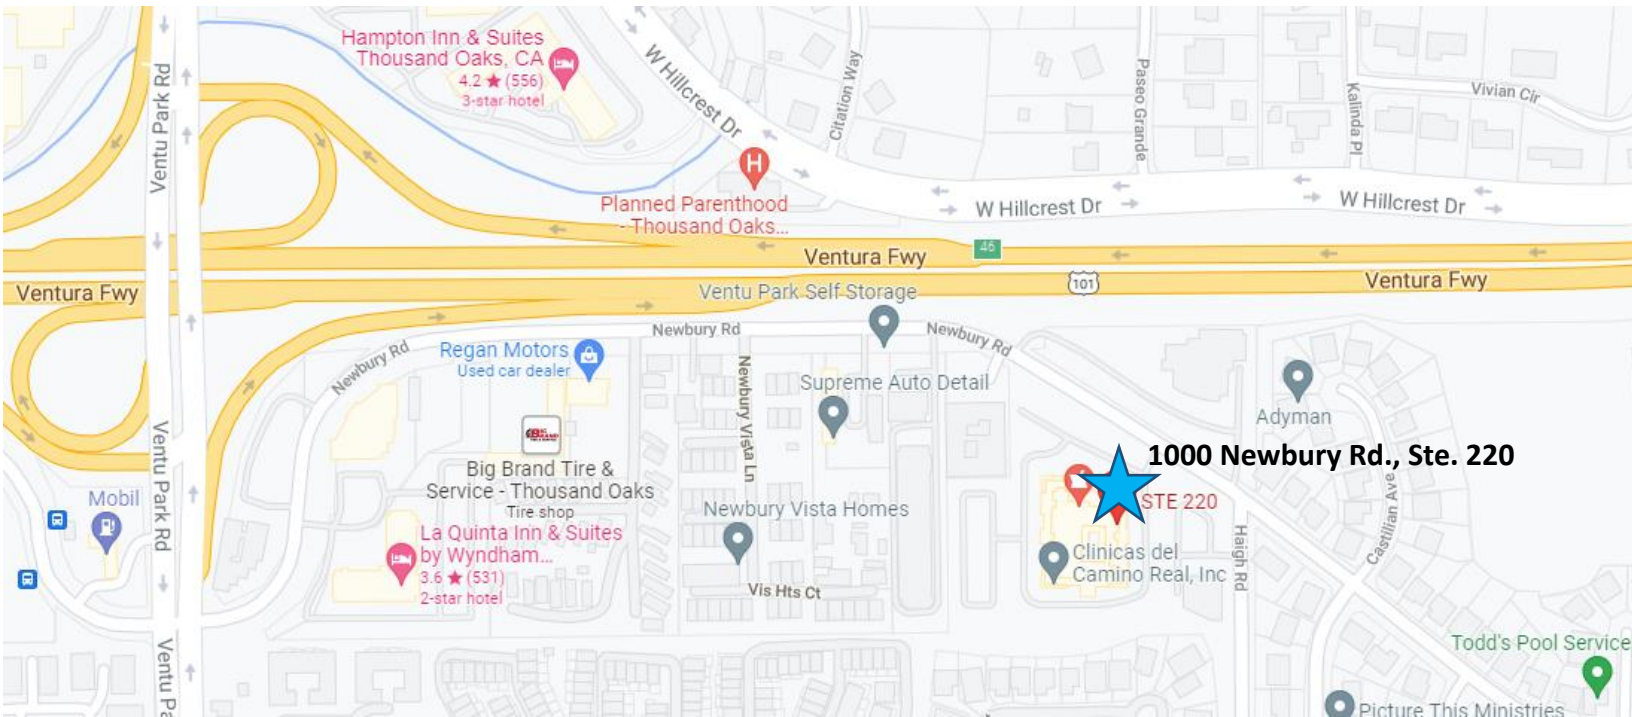 Hampton Inn & Suites
Thousand Oaks, CA
4.2 ★ (556)
3-star hotel
Ventu Park Rd
W Hillcrest Dr
Citation Way
Paseo Grande
Kalinda Pl
Vivian Cir
H
Planned Parenthood
- Thousand Oaks...
W Hillcrest Dr
W Hillcrest Dr
Ventura Fwy
46
Ventura Fwy
Ventu Park Self Storage
101
Ventura Fwy
Newbury Rd
Newbury Rd
Newbury Rd
Regan Motors
Used car dealer
Newbury Vista Ln
Supreme Auto Detail
Adyman
BIG
BRAND
Big Brand Tire &
Service - Thousand Oaks
Tire shop
1000 Newbury Rd., Ste. 220
STE 220
Ventu Park Rd
Mobil
La Quinta Inn & Suites
by Wyndham...
3.6 ★ (531)
2-star hotel
Newbury Vista Homes
Clinicas del
Camino Real, Inc
Haigh Rd
Castilian Ave
Vis Hts Ct
Ventu Pa
Todd's Pool Service
Picture This Ministries